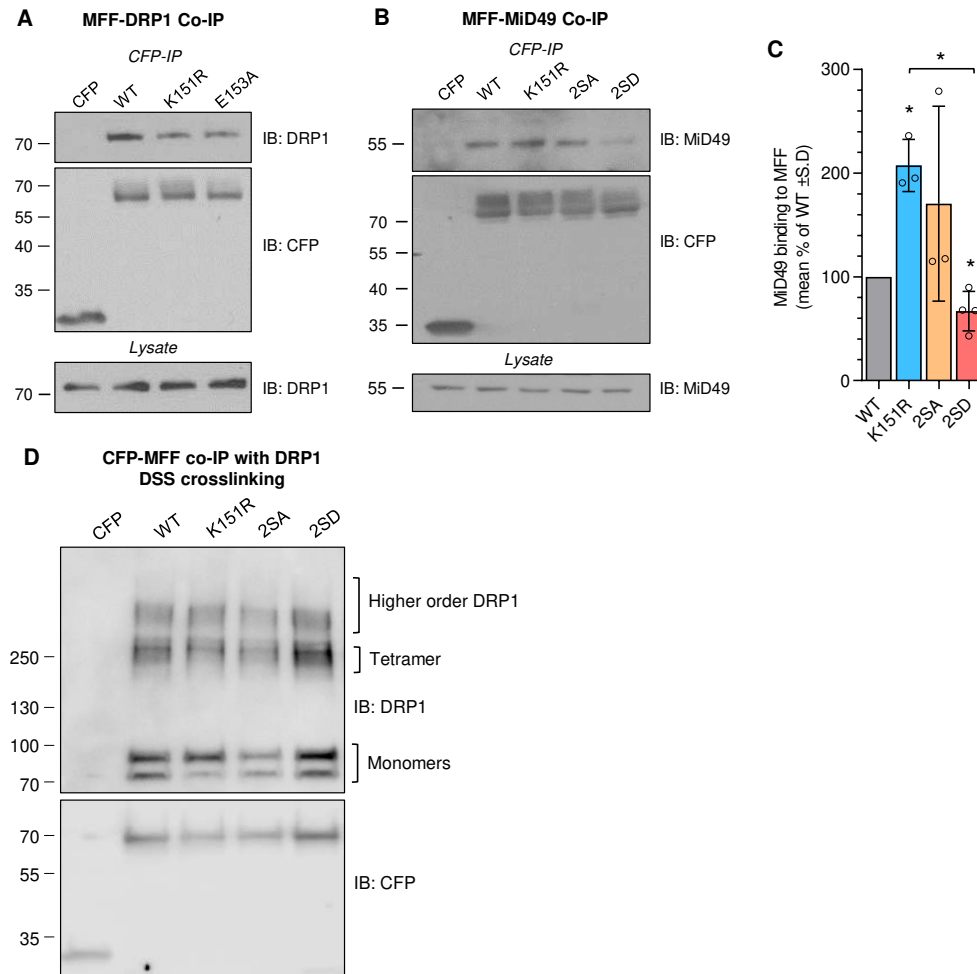 A
MFF-DRP1 Co-IP
CFP-IP
CFP WT K151R E153A
70
IB: DRP1
70
55
40
35
IB: CFP
Lysate
70
IB: DRP1
B
MFF-MiD49 Co-IP
CFP-IP
CFP WT K151R 2SA 2SD
55
IB: MiD49
70
55
40
35
IB: CFP
Lysate
55
IB: MiD49
C
MiD49 binding to MFF
(mean % of WT ±S.D)
300
200
100
0
*
*
*
WT K151R 2SA 2SD
D
CFP-MFF co-IP with DRP1
DSS crosslinking
CFP WT K151R 2SA 2SD
250
130
100
70
Higher order DRP1
Tetramer
IB: DRP1
Monomers
70
55
35
IB: CFP